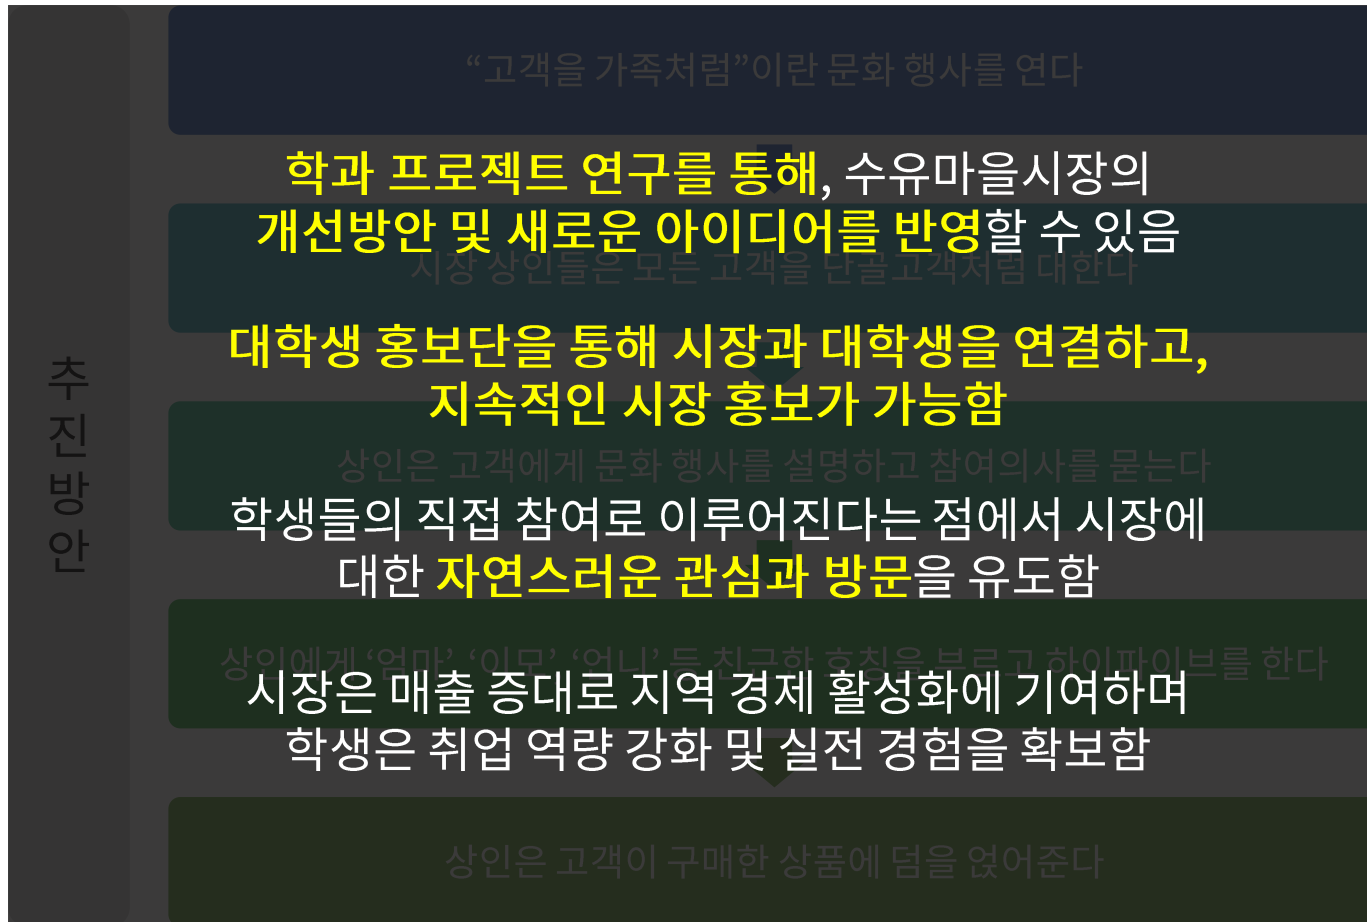 추
진
방
안
“고객을 가족처럼”이란 문화 행사를 연다
시장 상인들은 모든 고객을 단골고객처럼 대한다
상인은 고객에게 문화 행사를 설명하고 참여의사를 묻는다
상인에게 ‘엄마’, ‘이모’, ‘언니’ 등 친근한 호칭을 부르고 하이파이브를 한다
상인은 고객이 구매한 상품에 덤을 얹어준다
학과 프로젝트 연구를 통해, 수유마을시장의
개선방안 및 새로운 아이디어를 반영할 수 있음
대학생 홍보단을 통해 시장과 대학생을 연결하고,
지속적인 시장 홍보가 가능함
학생들의 직접 참여로 이루어진다는 점에서 시장에
대한 자연스러운 관심과 방문을 유도함
시장은 매출 증대로 지역 경제 활성화에 기여하며
학생은 취업 역량 강화 및 실전 경험을 확보함